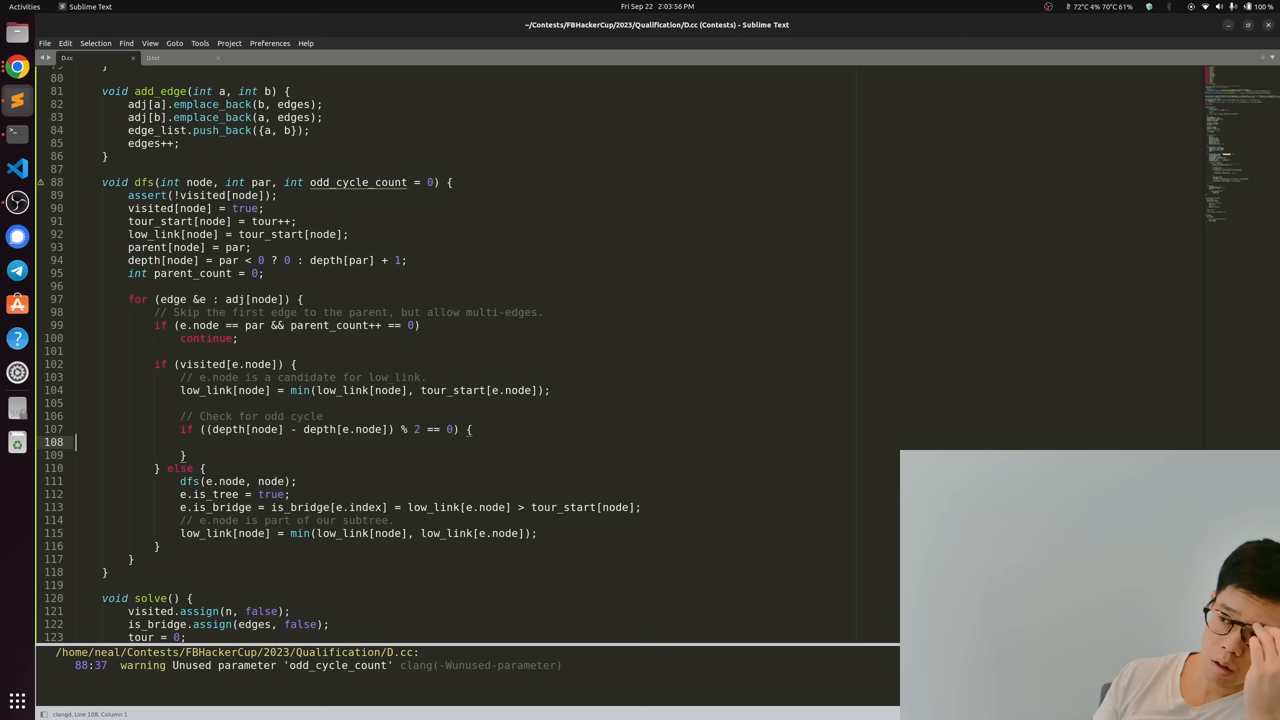 Activities
Sublime Text
Fri Sep 22 2:03:56 PM
72°C 4% 70°C 61%
100 %
~/Contests/FBHackerCup/2023/Qualification/D.cc (Contests) - Sublime Text
File Edit Selection Find View Goto Tools Project Preferences Help
D.cc
D.txt
79 }
80
81 void add_edge(int a, int b) {
82 adj[a].emplace_back(b, edges);
83 adj[b].emplace_back(a, edges);
84 edge_list.push_back({a, b});
85 edges++;
86 }
87
88 void dfs(int node, int par, int odd_cycle_count = 0) {
89 assert(!visited[node]);
90 visited[node] = true;
91 tour_start[node] = tour++;
92 low_link[node] = tour_start[node];
93 parent[node] = par;
94 depth[node] = par < 0 ? 0 : depth[par] + 1;
95 int parent_count = 0;
96
97 for (edge &e : adj[node]) {
98 // Skip the first edge to the parent, but allow multi-edges.
99 if (e.node == par && parent_count++ == 0)
100 continue;
101
102 if (visited[e.node]) {
103 // e.node is a candidate for low_link.
104 low_link[node] = min(low_link[node], tour_start[e.node]);
105
106 // Check for odd cycle
107 if ((depth[node] - depth[e.node]) % 2 == 0) {
108
109 }
110 } else {
111 dfs(e.node, node);
112 e.is_tree = true;
113 e.is_bridge = is_bridge[e.index] = low_link[e.node] > tour_start[node];
114 // e.node is part of our subtree.
115 low_link[node] = min(low_link[node], low_link[e.node]);
116 }
117 }
118 }
119
120 void solve() {
121 visited.assign(n, false);
122 is_bridge.assign(edges, false);
123 tour = 0;
/home/neal/Contests/FBHackerCup/2023/Qualification/D.cc:
88:37 warning Unused parameter 'odd_cycle_count' clang(-Wunused-parameter)
clangd, Line 108, Column 1